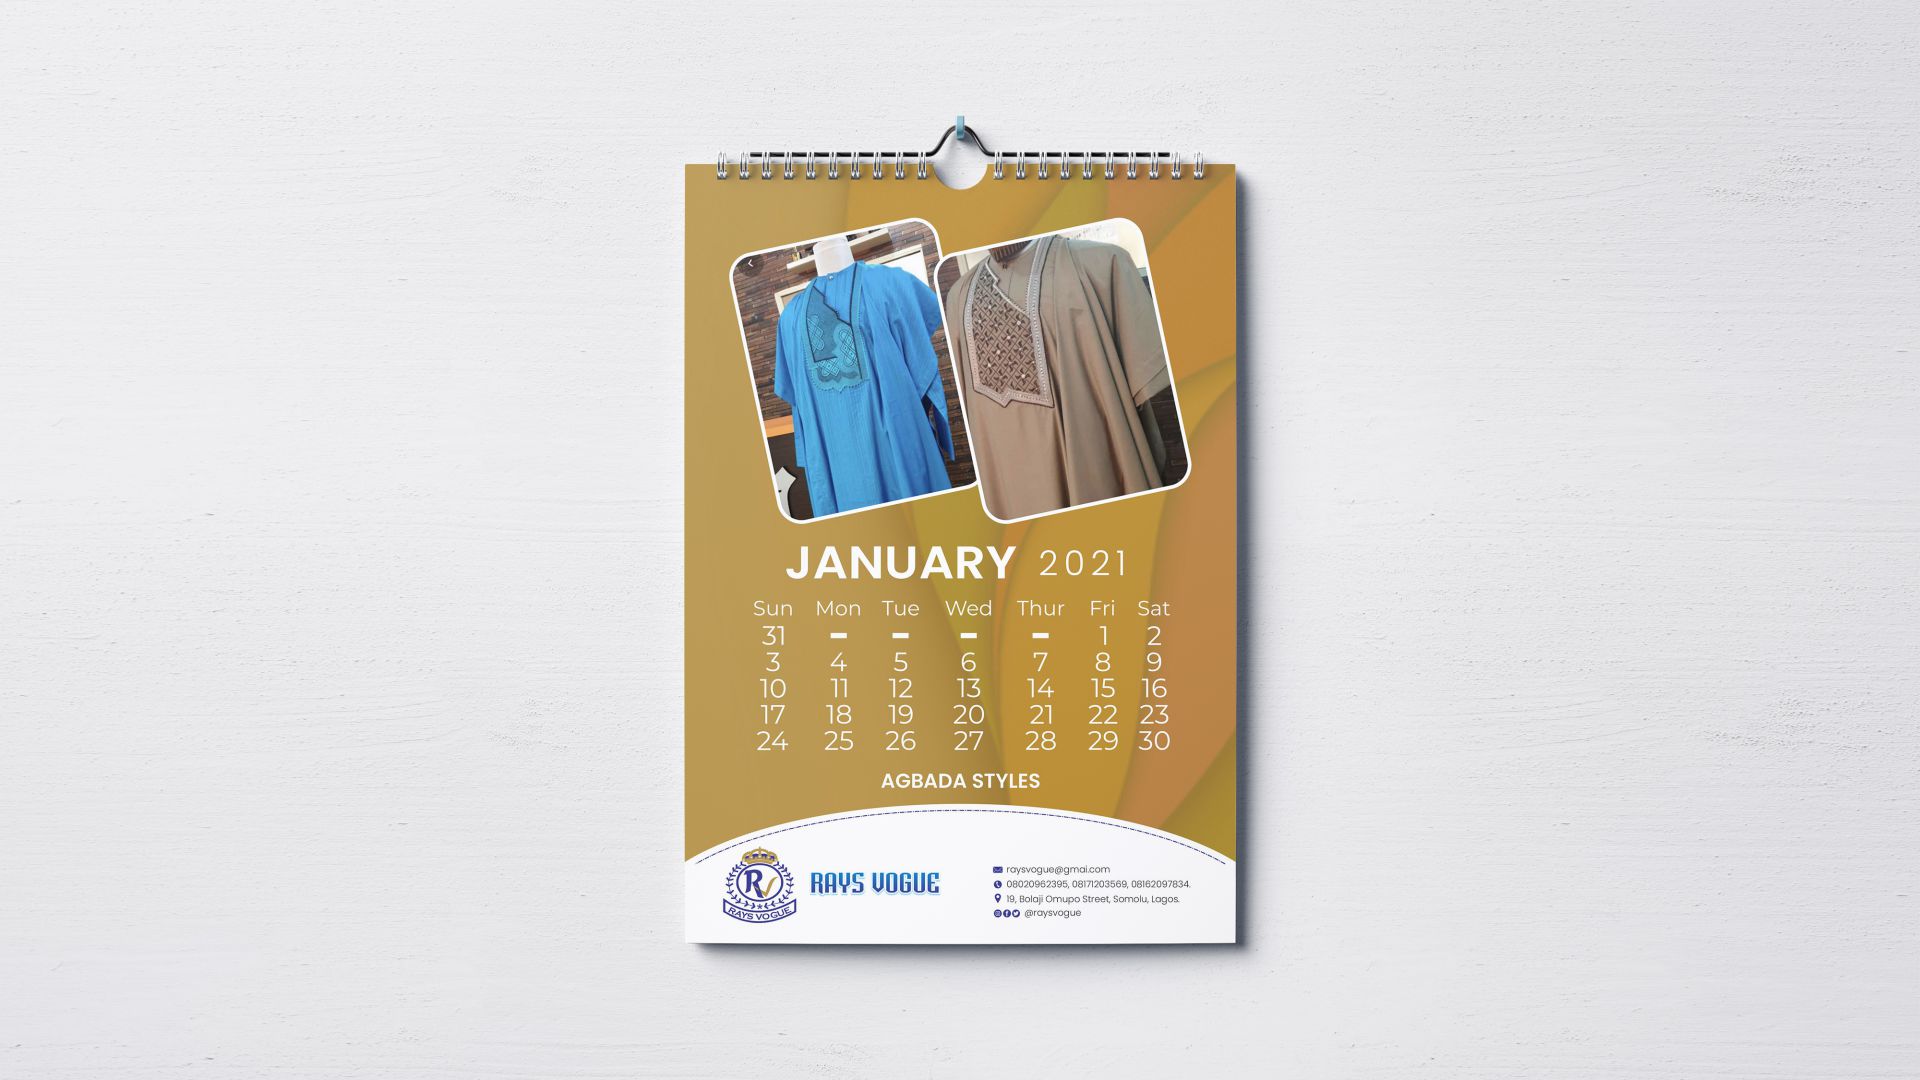 JANUARY 2021
Sun Mon Tue Wed Thur Fri Sat
31 - - - - 1 2
3 4 5 6 7 8 9
10 11 12 13 14 15 16
17 18 19 20 21 22 23
24 25 26 27 28 29 30
AGBADA STYLES
RV
RAYS VOGUE
RAYS VOGUE
raysvogue@gmai.com
08020962395, 08171203569, 08162097834.
19, Bolaji Omupo Street, Somolu, Lagos.
@raysvogue